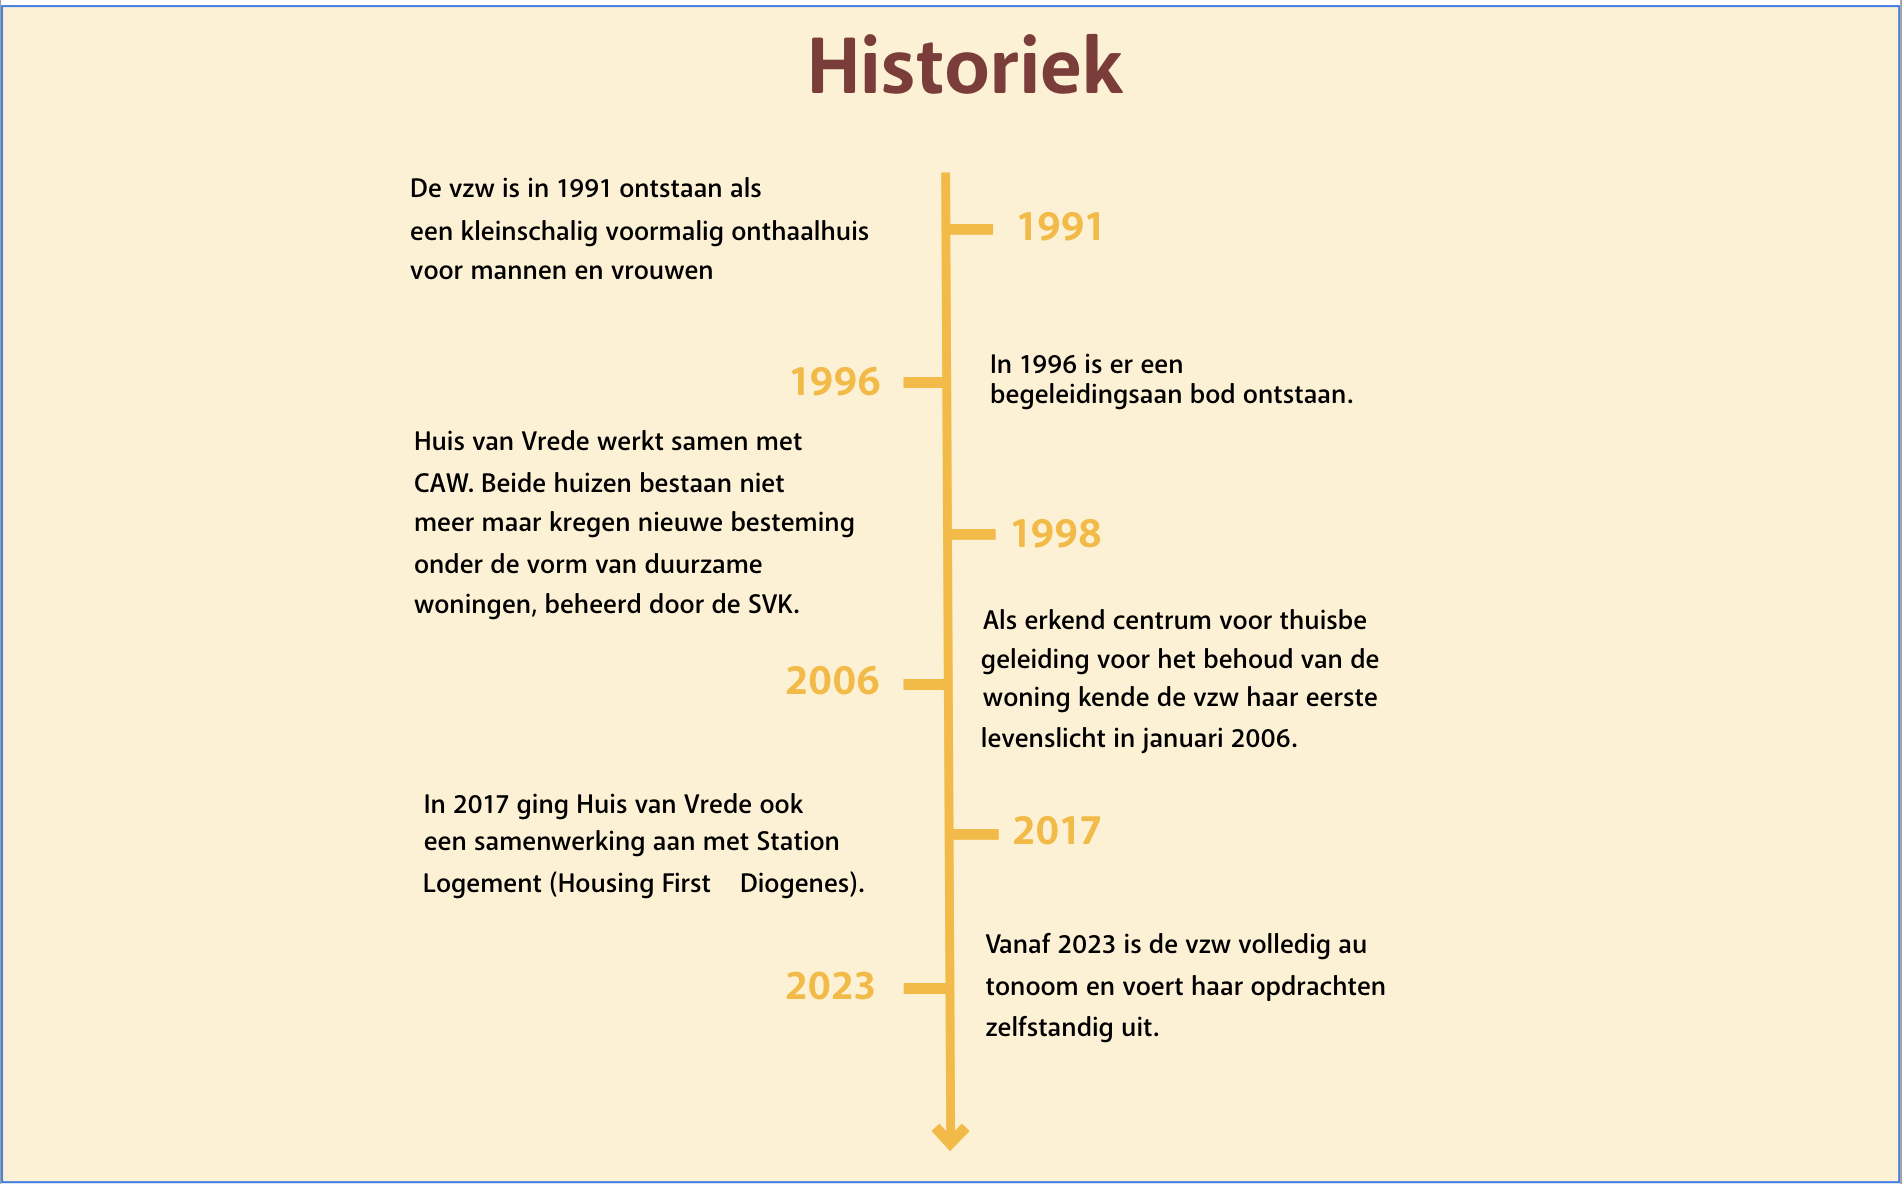 Historiek
De vzw is in 1991 ontstaan als
een kleinschalig voormalig onthaalhuis
voor mannen en vrouwen
1991
1996
In 1996 is er een
begeleidingsaan bod ontstaan.
Huis van Vrede werkt samen met
CAW. Beide huizen bestaan niet
meer maar kregen nieuwe besteming
onder de vorm van duurzame
woningen, beheerd door de SVK.
1998
2006
Als erkend centrum voor thuisbe
geleiding voor het behoud van de
woning kende de vzw haar eerste
levenslicht in januari 2006.
In 2017 ging Huis van Vrede ook
een samenwerking aan met Station
Logement (Housing First Diogenes).
2017
2023
Vanaf 2023 is de vzw volledig au
tonoom en voert haar opdrachten
zelfstandig uit.